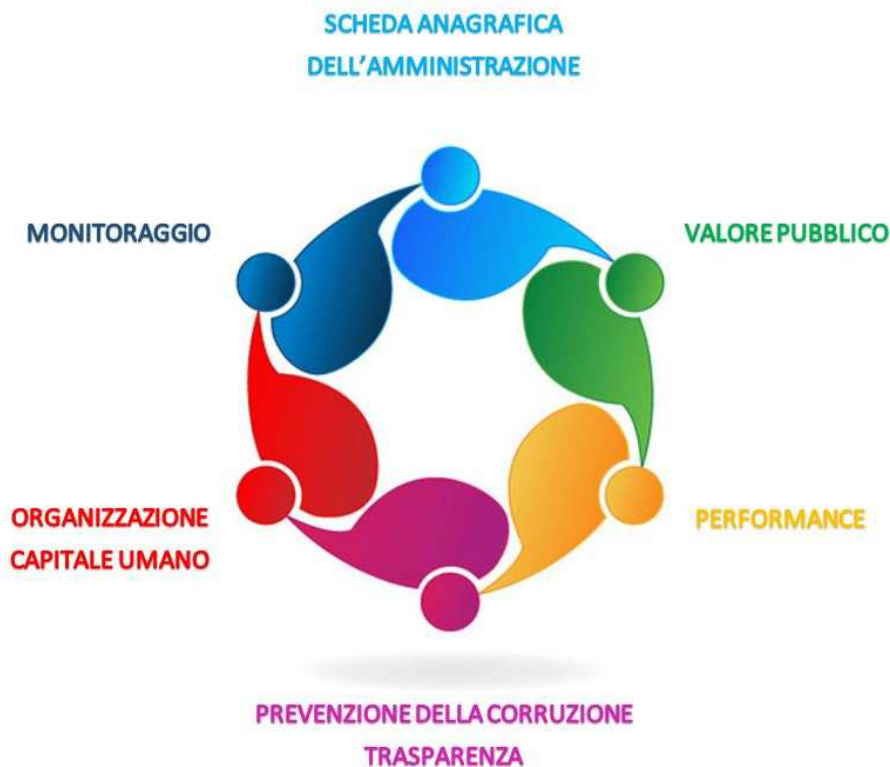 SCHEDA ANAGRAFICA
DELL'AMMINISTRAZIONE
MONITORAGGIO
VALORE PUBBLICO
ORGANIZZAZIONE
CAPITALE UMANO
PERFORMANCE
PREVENZIONE DELLA CORRUZIONE
TRASPARENZA